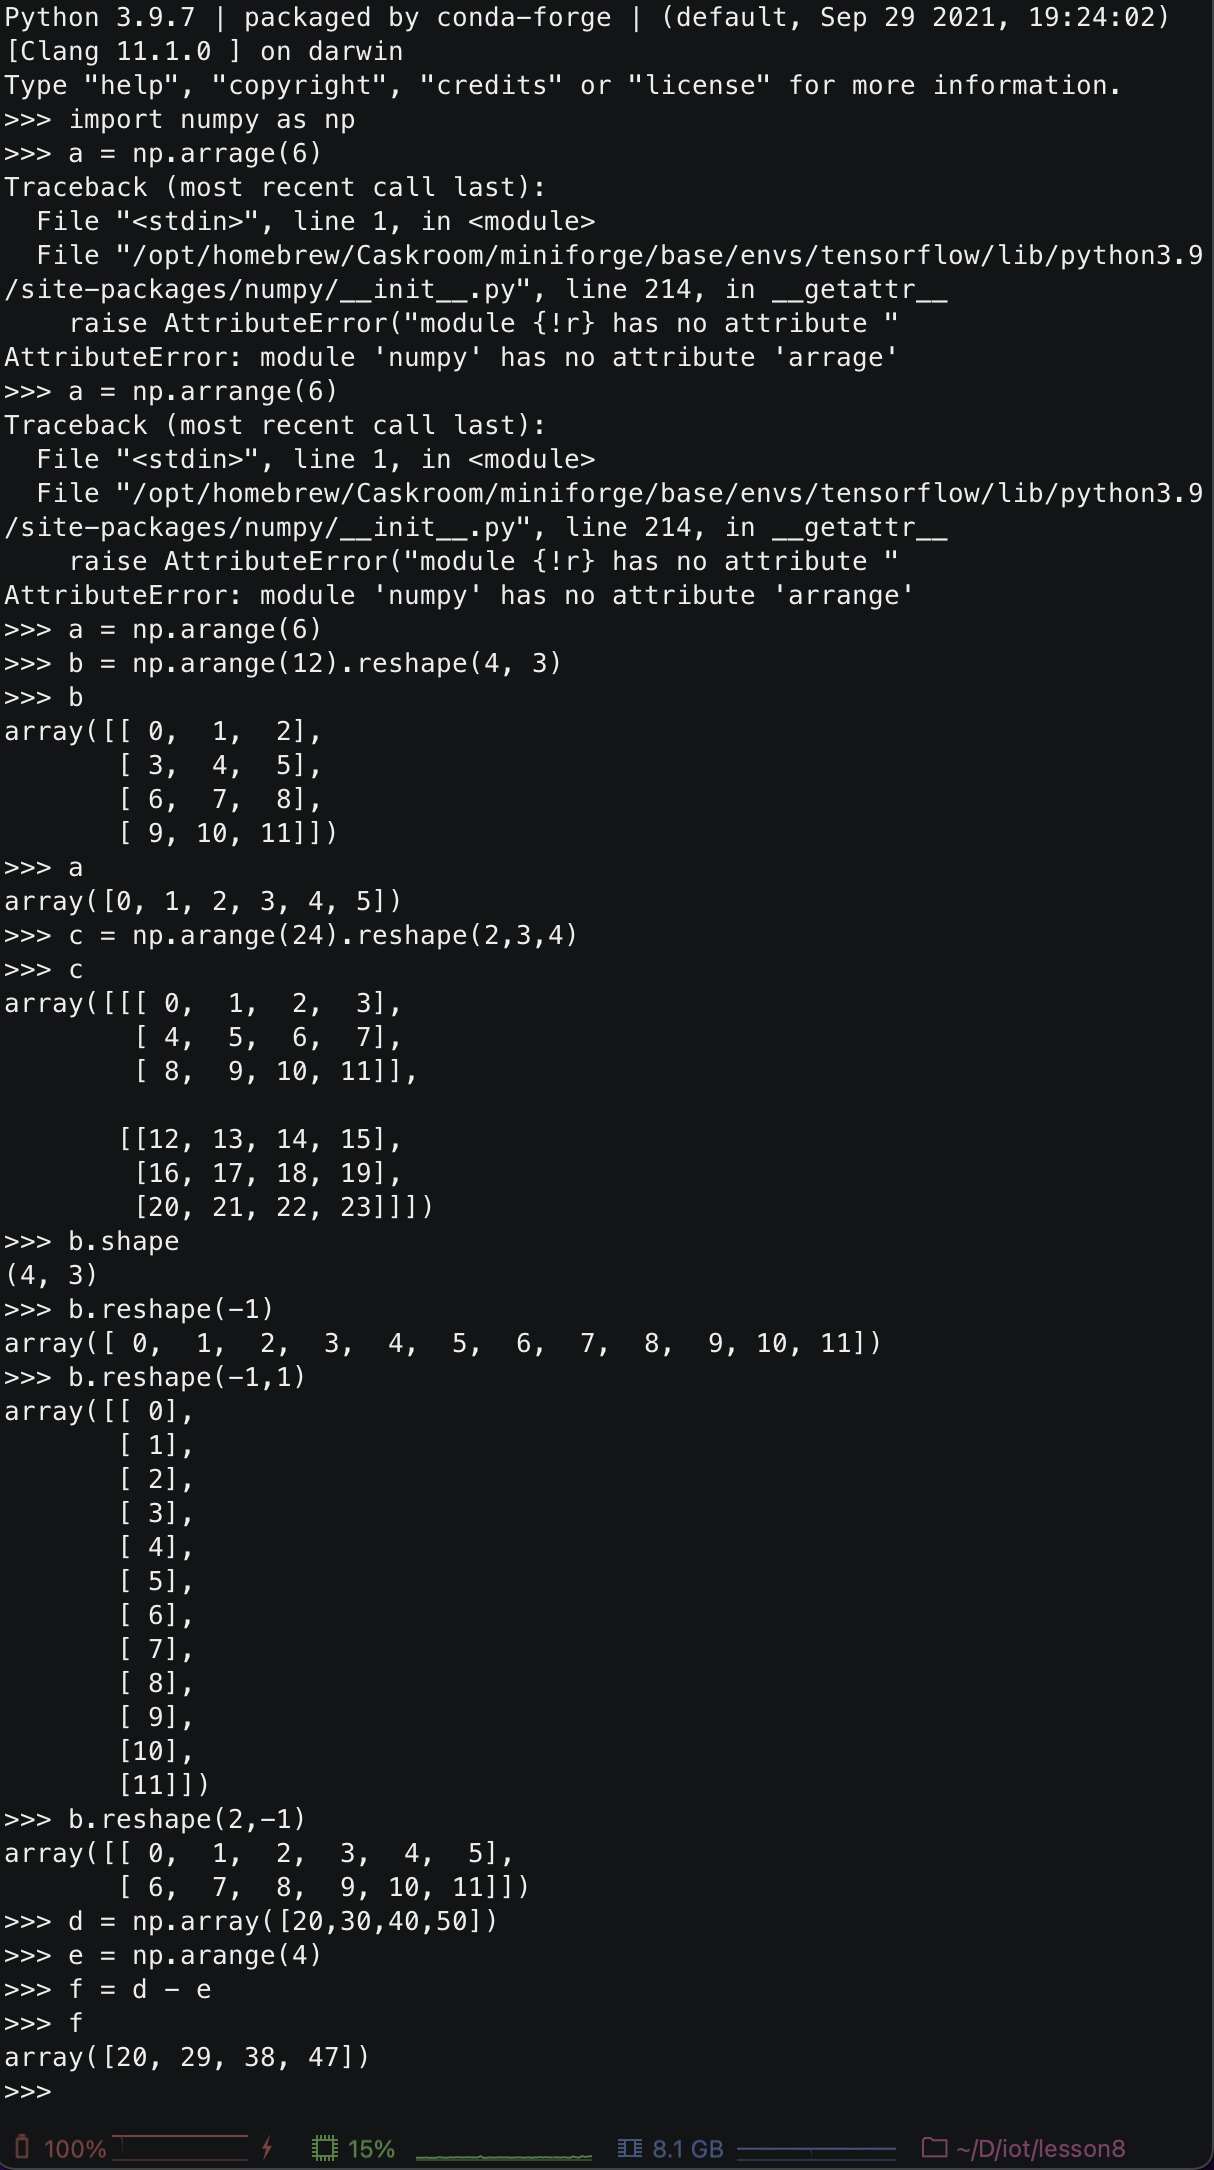 Python 3.9.7 | packaged by conda-forge | (default, Sep 29 2021, 19:24:02)
[Clang 11.1.0 ] on darwin
Type "help", "copyright", "credits" or "license" for more information.
>>> import numpy as np
>>> a = np.arrage(6)
Traceback (most recent call last):
  File "<stdin>", line 1, in <module>
  File "/opt/homebrew/Caskroom/miniforge/base/envs/tensorflow/lib/python3.9
/site-packages/numpy/__init__.py", line 214, in __getattr__
    raise AttributeError("module {!r} has no attribute "
AttributeError: module 'numpy' has no attribute 'arrage'
>>> a = np.arrange(6)
Traceback (most recent call last):
  File "<stdin>", line 1, in <module>
  File "/opt/homebrew/Caskroom/miniforge/base/envs/tensorflow/lib/python3.9
/site-packages/numpy/__init__.py", line 214, in __getattr__
    raise AttributeError("module {!r} has no attribute "
AttributeError: module 'numpy' has no attribute 'arrange'
>>> a = np.arange(6)
>>> b = np.arange(12).reshape(4, 3)
>>> b
array([[ 0,  1,  2],
       [ 3,  4,  5],
       [ 6,  7,  8],
       [ 9, 10, 11]])
>>> a
array([0, 1, 2, 3, 4, 5])
>>> c = np.arange(24).reshape(2,3,4)
>>> c
array([[[ 0,  1,  2,  3],
        [ 4,  5,  6,  7],
        [ 8,  9, 10, 11]],

       [[12, 13, 14, 15],
        [16, 17, 18, 19],
        [20, 21, 22, 23]]])
>>> b.shape
(4, 3)
>>> b.reshape(-1)
array([ 0,  1,  2,  3,  4,  5,  6,  7,  8,  9, 10, 11])
>>> b.reshape(-1,1)
array([[ 0],
       [ 1],
       [ 2],
       [ 3],
       [ 4],
       [ 5],
       [ 6],
       [ 7],
       [ 8],
       [ 9],
       [10],
       [11]])
>>> b.reshape(2,-1)
array([[ 0,  1,  2,  3,  4,  5],
       [ 6,  7,  8,  9, 10, 11]])
>>> d = np.array([20,30,40,50])
>>> e = np.arange(4)
>>> f = d - e
>>> f
array([20, 29, 38, 47])
>>>
100% 15% 8.1 GB ~/D/iot/lesson8